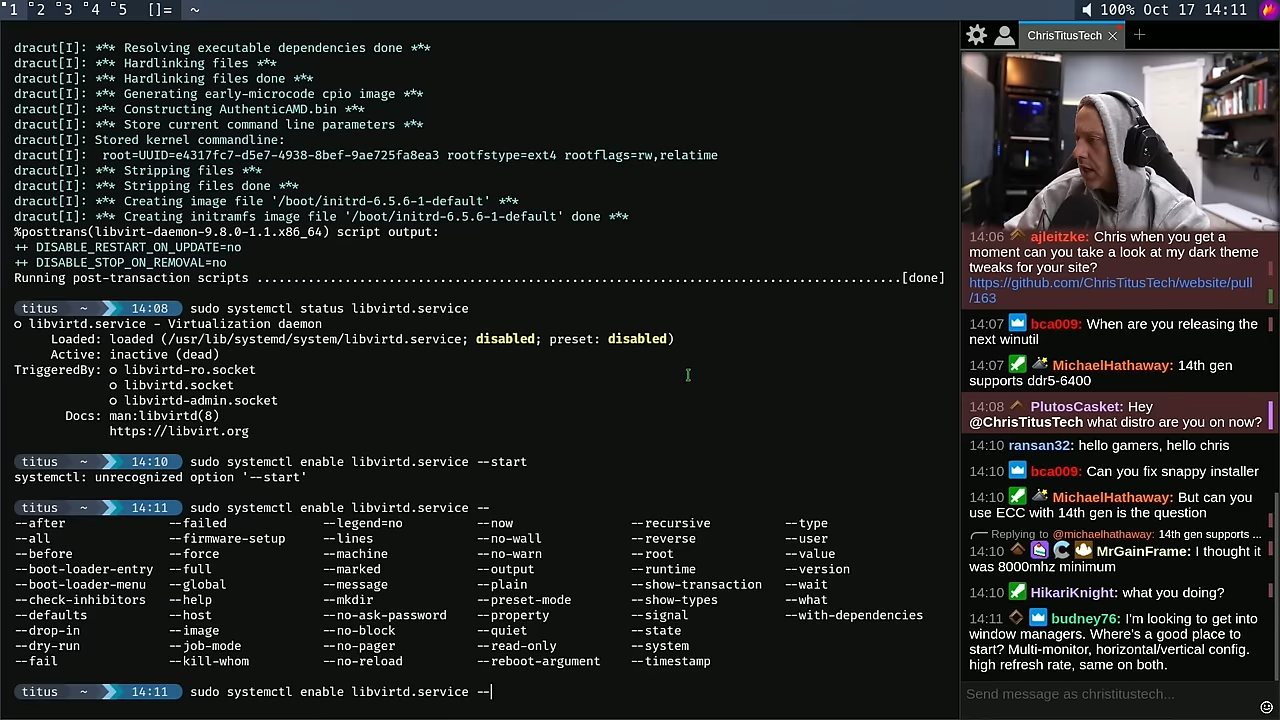 1 2 3 4 5 []= ~ 100% Oct 17 14:11
dracut[I]: *** Resolving executable dependencies done ***
dracut[I]: *** Hardlinking files ***
dracut[I]: *** Hardlinking files done ***
dracut[I]: *** Generating early-microcode cpio image ***
dracut[I]: *** Constructing AuthenticAMD.bin ***
dracut[I]: *** Store current command line parameters ***
dracut[I]: Stored kernel commandline:
dracut[I]:  root=UUID=e4317fc7-d5e7-4938-8bef-9ae725fa8ea3 rootfstype=ext4 rootflags=rw,relatime
dracut[I]: *** Stripping files ***
dracut[I]: *** Stripping files done ***
dracut[I]: *** Creating image file '/boot/initrd-6.5.6-1-default' ***
dracut[I]: *** Creating initramfs image file '/boot/initrd-6.5.6-1-default' done ***
%posttrans(libvirt-daemon-9.8.0-1.1.x86_64) script output:
++ DISABLE_RESTART_ON_UPDATE=no
++ DISABLE_STOP_ON_REMOVAL=no
Running post-transaction scripts .......................................................................................[done]
titus ~ 14:08 sudo systemctl status libvirtd.service
○ libvirtd.service - Virtualization daemon
Loaded: loaded (/usr/lib/systemd/system/libvirtd.service; disabled; preset: disabled)
Active: inactive (dead)
TriggeredBy: ○ libvirtd-ro.socket
○ libvirtd.socket
○ libvirtd-admin.socket
Docs: man:libvirtd(8)
https://libvirt.org
titus ~ 14:10 sudo systemctl enable libvirtd.service --start
systemctl: unrecognized option '--start'
titus ~ 14:11 sudo systemctl enable libvirtd.service --
--after --failed --legend=no --now --recursive --type
--all --firmware-setup --lines --no-wall --reverse --user
--before --force --machine --no-warn --root --value
--boot-loader-entry --full --marked --output --runtime --version
--boot-loader-menu --global --message --plain --show-transaction --wait
--check-inhibitors --help --mkdir --preset-mode --show-types --what
--defaults --host --no-ask-password --property --signal --with-dependencies
--drop-in --image --no-block --quiet --state
--dry-run --job-mode --no-pager --read-only --system
--fail --kill-whom --no-reload --reboot-argument --timestamp
titus ~ 14:11 sudo systemctl enable libvirtd.service --
ChrisTitusTech
14:06 ajleitzke: Chris when you get a
moment can you take a look at my dark theme
tweaks for your site?
https://github.com/ChrisTitusTech/website/pull
/163
14:07 bca009: When are you releasing the
next winutil
14:07 MichaelHathaway: 14th gen
supports ddr5-6400
14:08 PlutosCasket: Hey
@ChrisTitusTech what distro are you on now?
14:10 ransan32: hello gamers, hello chris
14:10 bca009: Can you fix snappy installer
14:10 MichaelHathaway: But can you
use ECC with 14th gen is the question
Replying to @michaelhathaway: 14th gen supports ...
14:10 MrGainFrame: I thought it
was 8000mhz minimum
14:10 HikariKnight: what you doing?
14:11 budney76: I'm looking to get into
window managers. Where's a good place to
start? Multi-monitor, horizontal/vertical config.
high refresh rate, same on both.
Send message as christitustech...